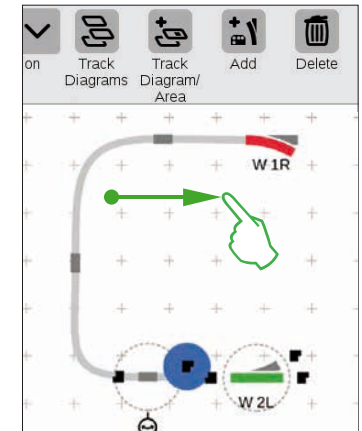 on
Track
Diagrams
Track
Diagram/
Area
Add
Delete
W 1R
W 2L